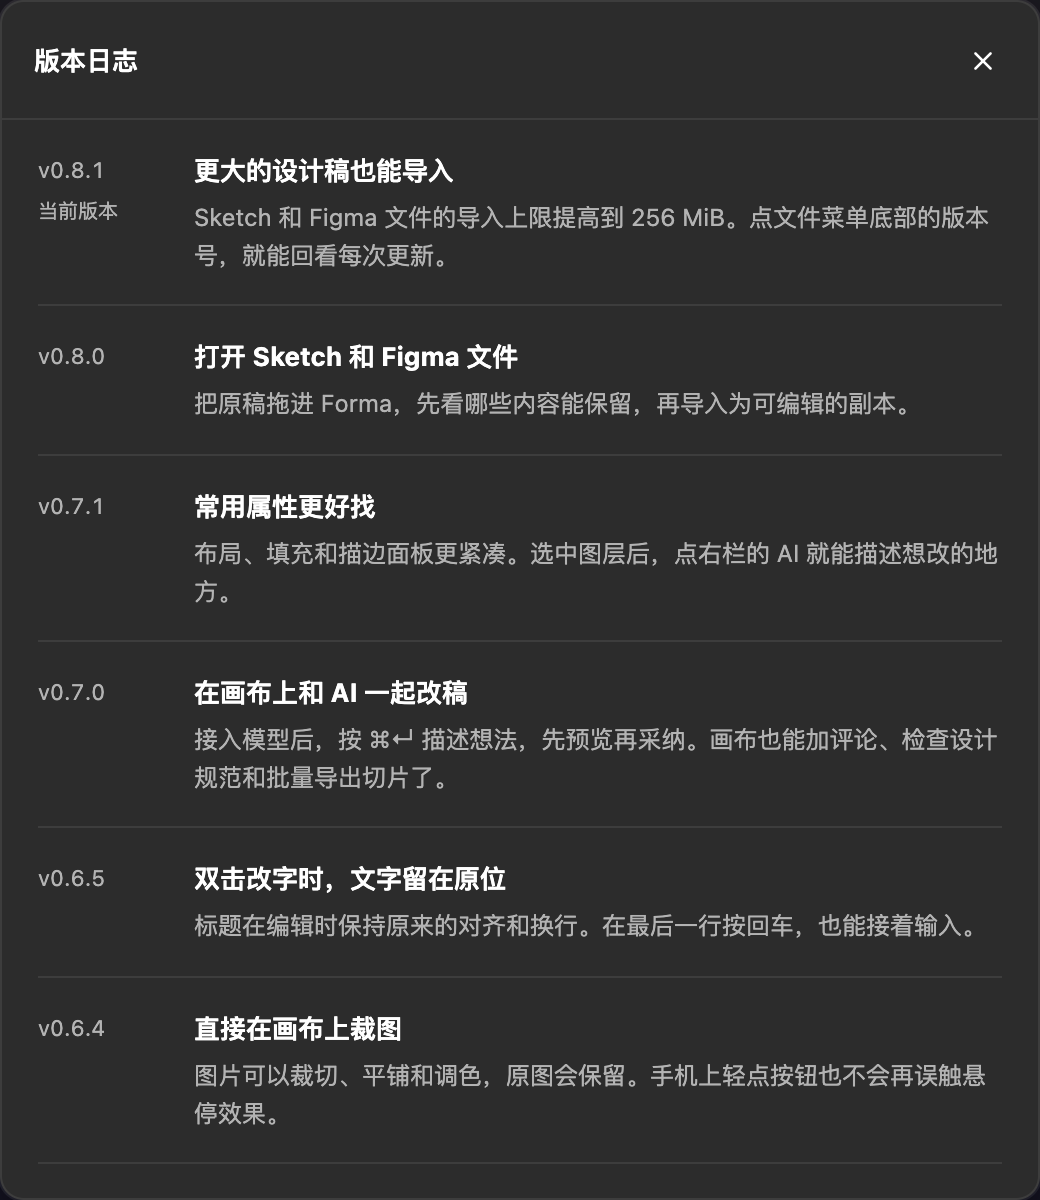 版本日志
v0.8.1
当前版本
更大的设计稿也能导入
Sketch 和 Figma 文件的导入上限提高到 256 MiB。点文件菜单底部的版本
号，就能回看每次更新。
v0.8.0
打开 Sketch 和 Figma 文件
把原稿拖进 Forma，先看哪些内容能保留，再导入为可编辑的副本。
v0.7.1
常用属性更好找
布局、填充和描边面板更紧凑。选中图层后，点右栏的 AI 就能描述想改的地
方。
v0.7.0
在画布上和 AI 一起改稿
接入模型后，按 ⌘↵ 描述想法，先预览再采纳。画布也能加评论、检查设计
规范和批量导出切片了。
v0.6.5
双击改字时，文字留在原位
标题在编辑时保持原来的对齐和换行。在最后一行按回车，也能接着输入。
v0.6.4
直接在画布上裁图
图片可以裁切、平铺和调色，原图会保留。手机上轻点按钮也不会再误触悬
停效果。